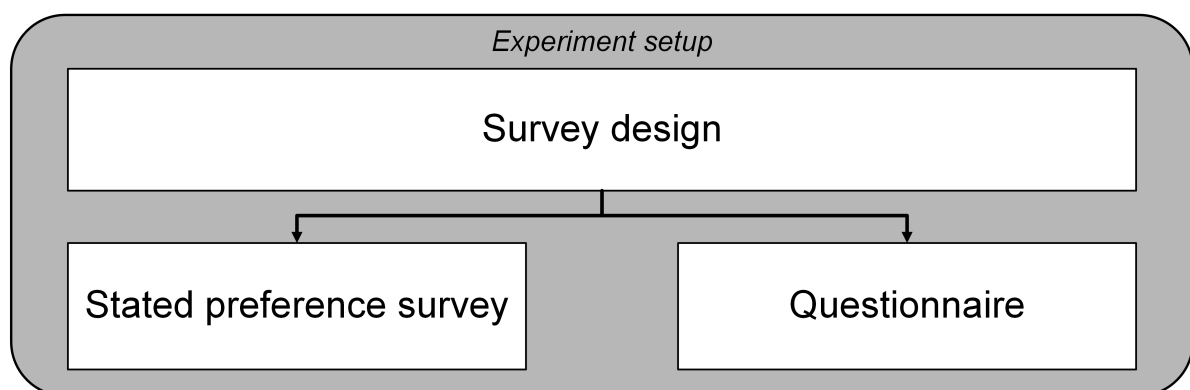 Experiment setup
Survey design
Stated preference survey
Questionnaire